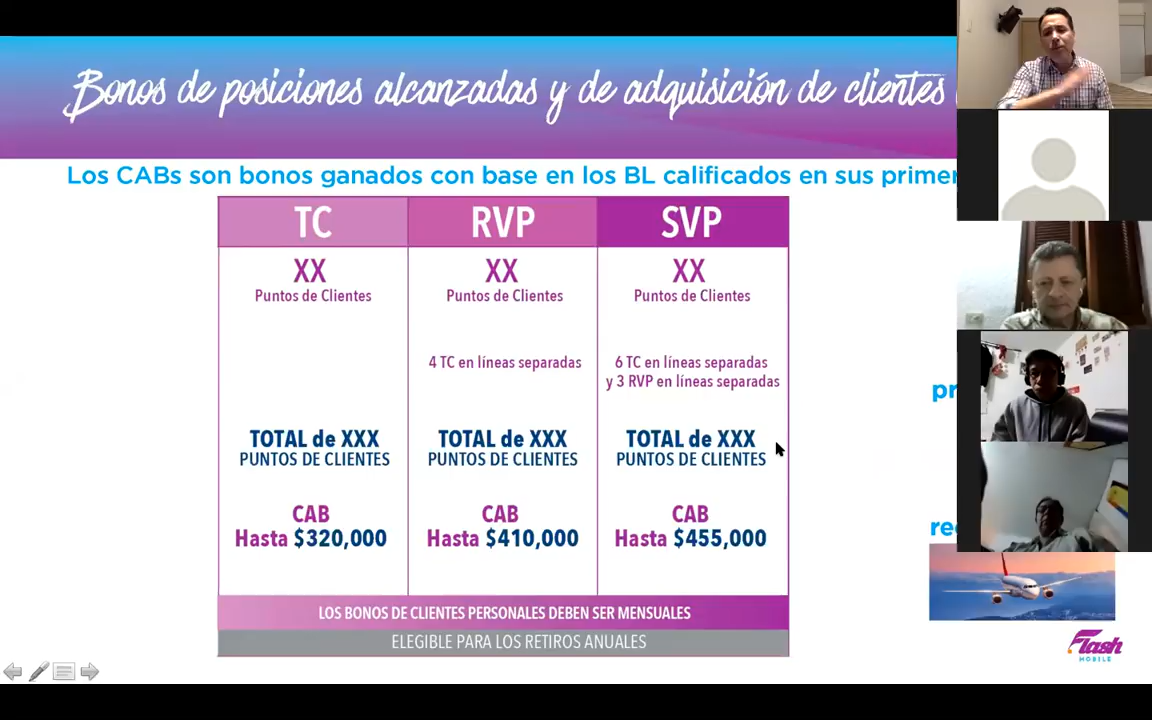 Bonos de posiciones alcanzadas y de adquisición de clientes
Los CABs son bonos ganados con base en los BL calificados en sus primer
TC
RVP
SVP
XX
Puntos de Clientes
XX
Puntos de Clientes
XX
Puntos de Clientes
4 TC en líneas separadas
6 TC en líneas separadas
y 3 RVP en líneas separadas
pr
TOTAL de XXX
PUNTOS DE CLIENTES
TOTAL de XXX
PUNTOS DE CLIENTES
TOTAL de XXX
PUNTOS DE CLIENTES
CAB
Hasta $320,000
CAB
Hasta $410,000
CAB
Hasta $455,000
re
LOS BONOS DE CLIENTES PERSONALES DEBEN SER MENSUALES
ELEGIBLE PARA LOS RETIROS ANUALES
Flash
MOBILE